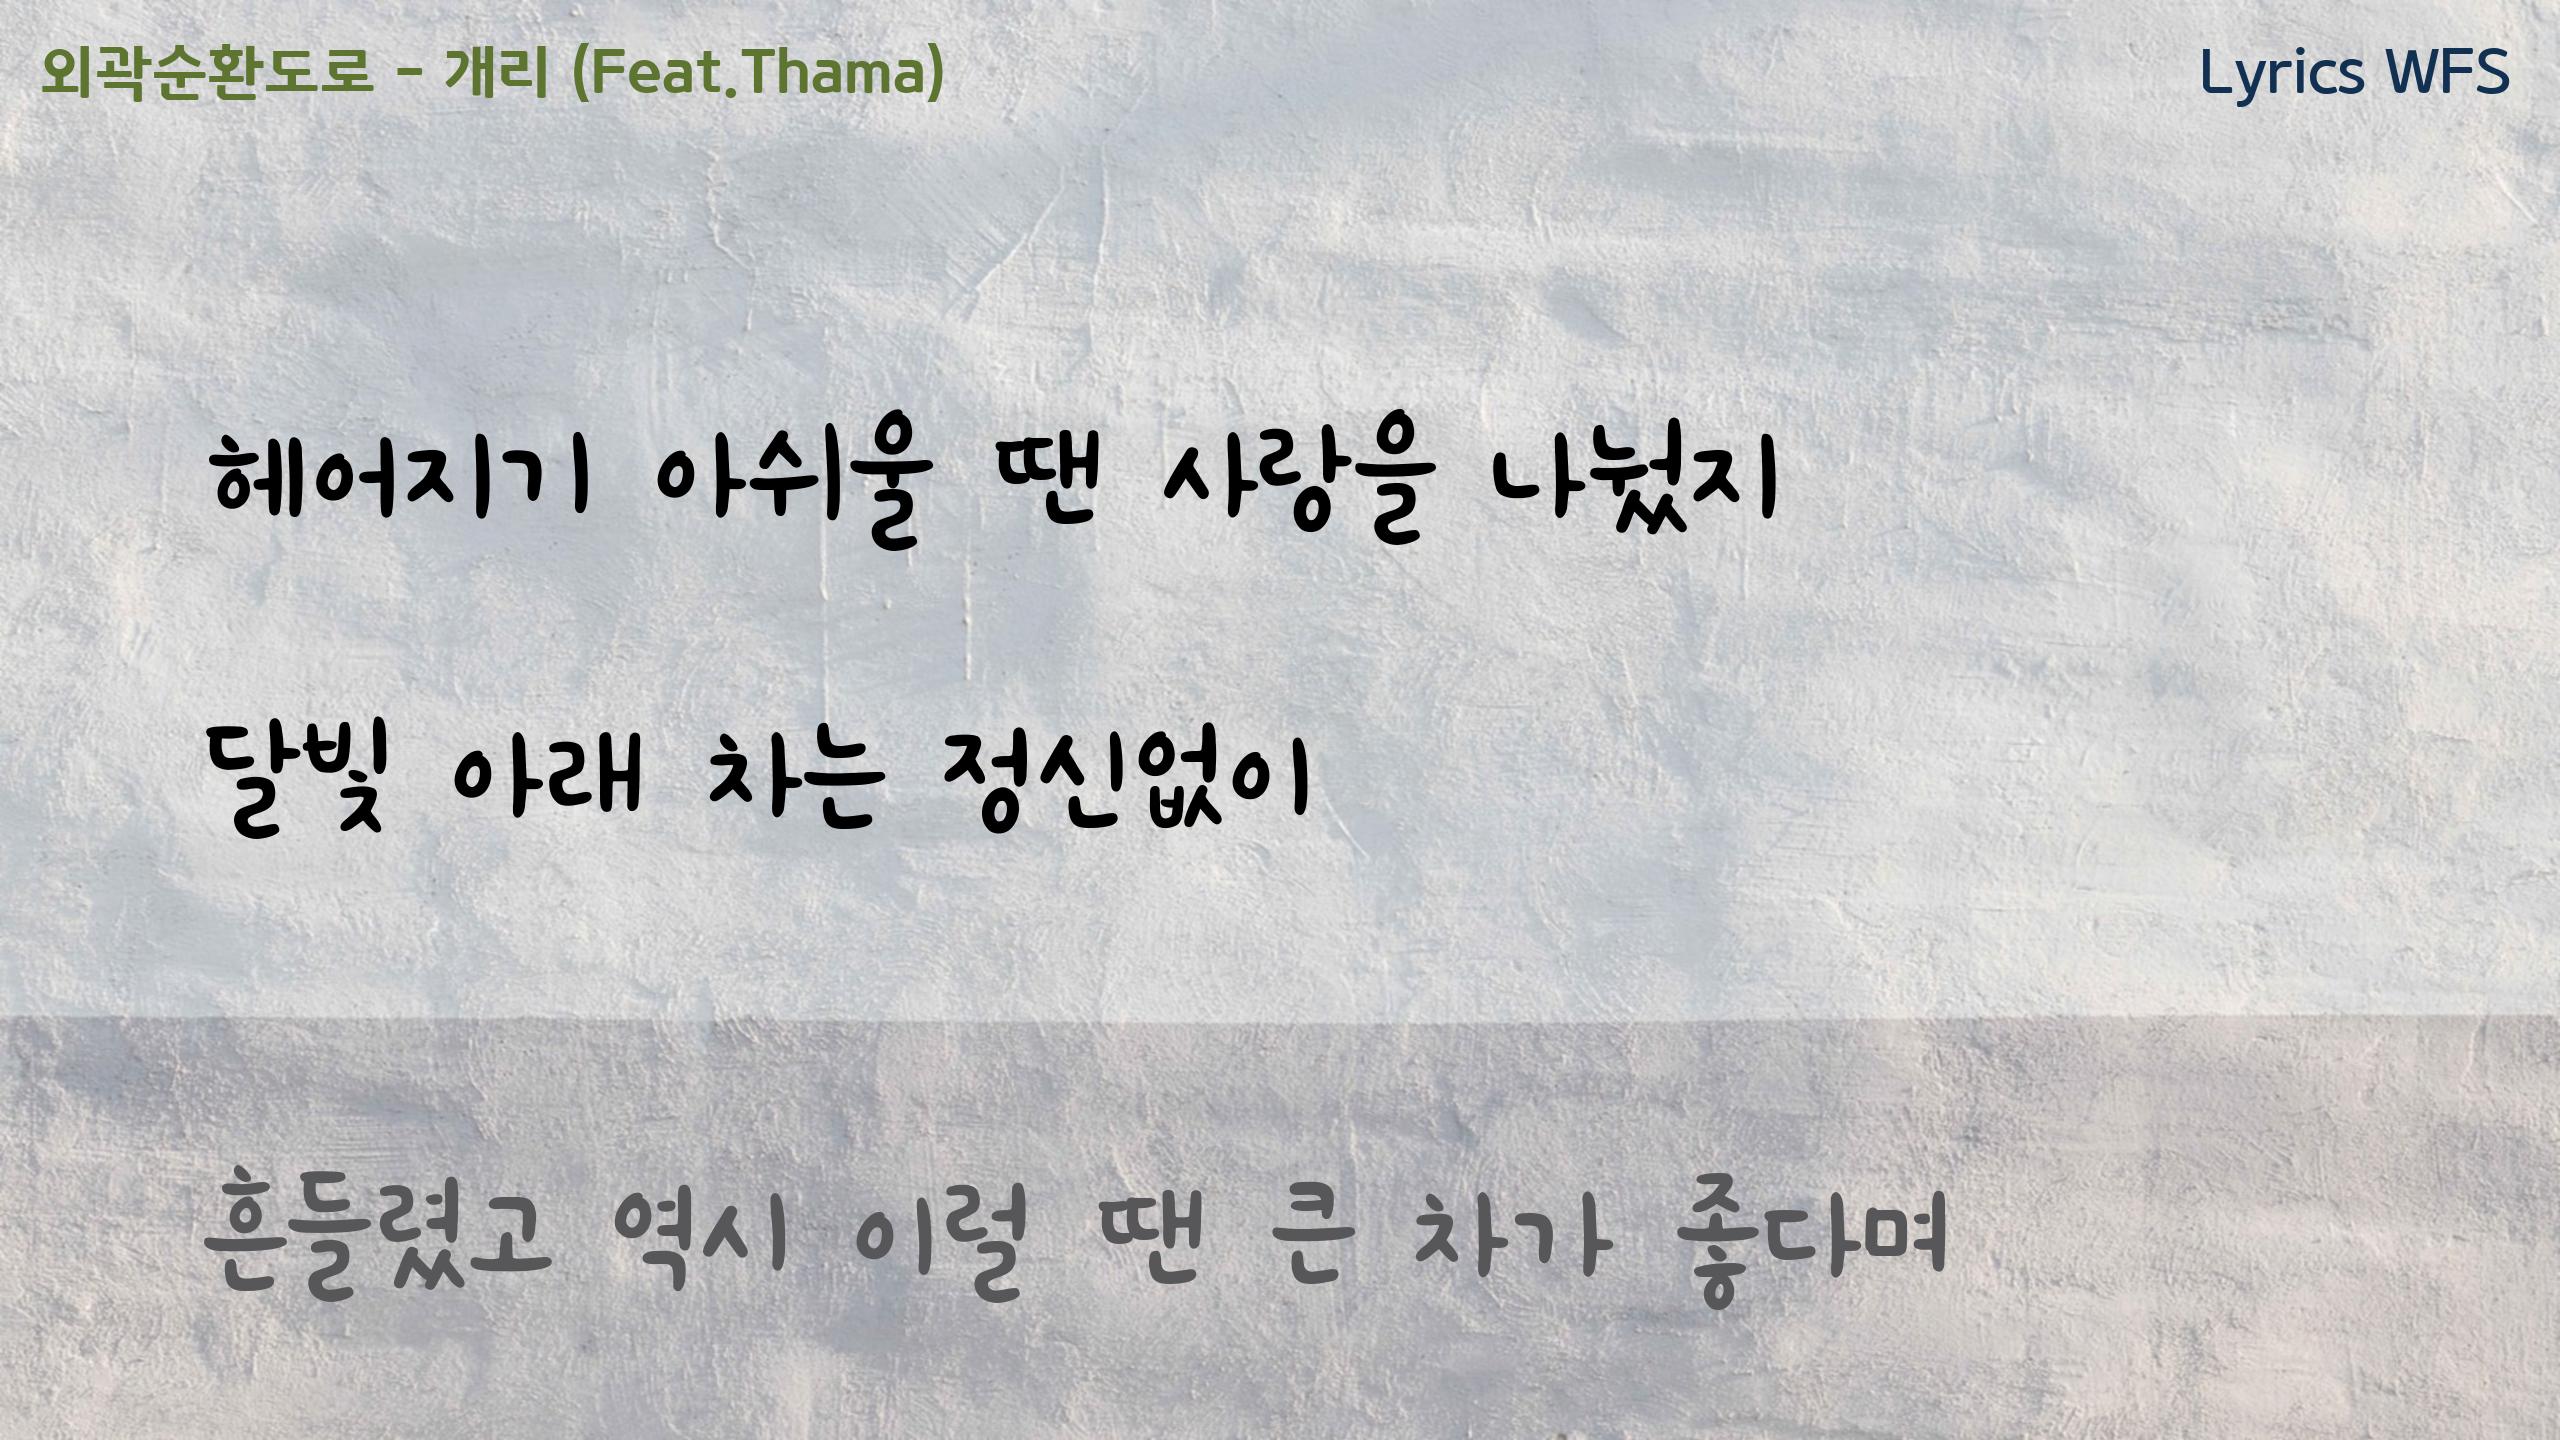 외곽순환도로 - 개리 (Feat.Thama)
Lyrics WFS
헤어지기 아쉬울 땐 사랑을 나눴지
달빛 아래 차는 정신없이
흔들렸고 역시 이럴 땐 큰 차가 좋다며